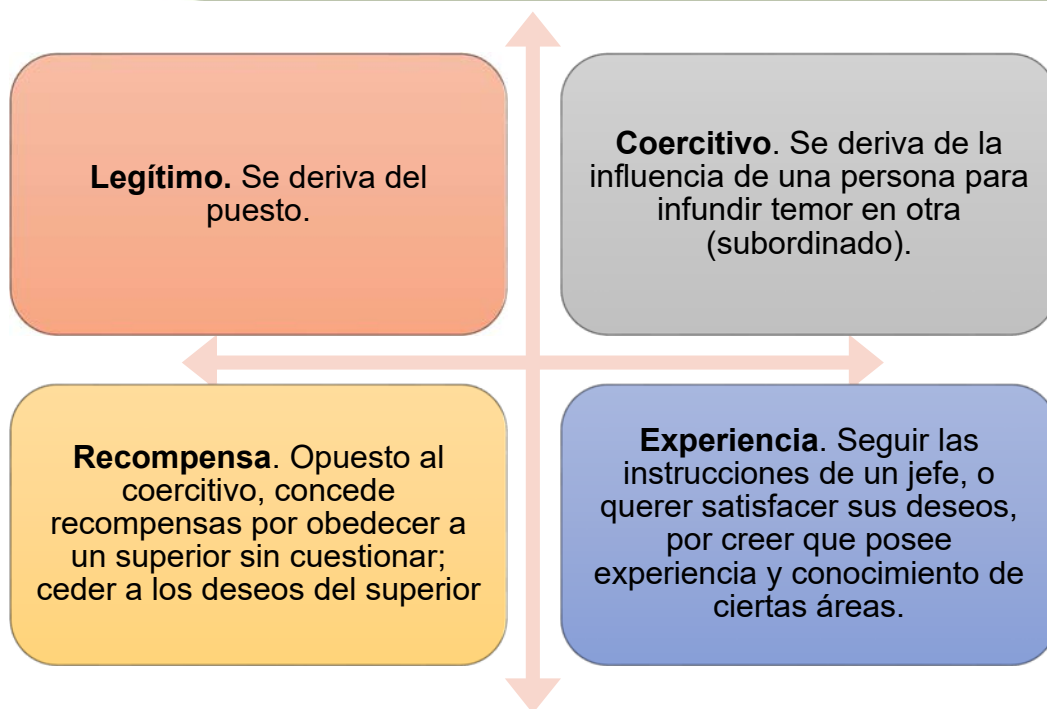 Legítimo. Se deriva del
puesto.
Coercitivo. Se deriva de la
influencia de una persona para
infundir temor en otra
(subordinado).
Recompensa. Opuesto al
coercitivo, concede
recompensas por obedecer a
un superior sin cuestionar;
ceder a los deseos del superior
Experiencia. Seguir las
instrucciones de un jefe, o
querer satisfacer sus deseos,
por creer que posee
experiencia y conocimiento de
ciertas áreas.